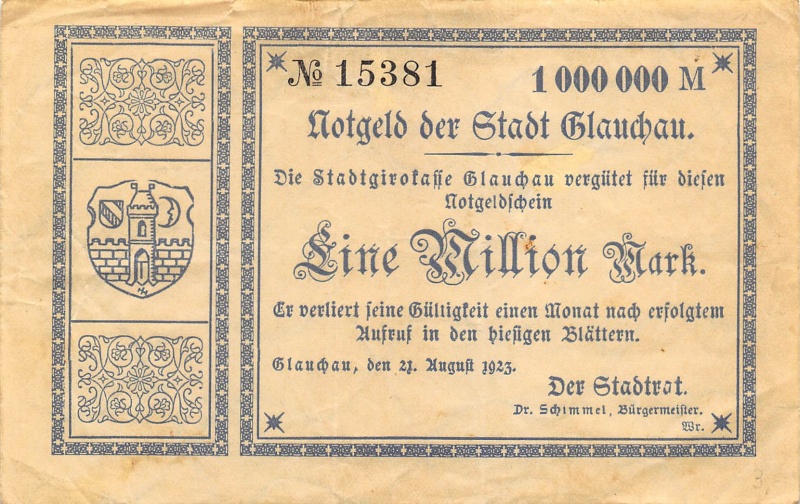 № 15381
1 000 000 M
Notgeld der Stadt Glauchau.
Die Stadtgirokasse Glauchau vergütet für diesen
Notgeldschein
Eine Million Mark.
Er verliert seine Gültigkeit einen Monat nach erfolgtem
Aufruf in den hiesigen Blättern.
Glauchau, den 21. August 1923.
Der Stadtrat.
Dr. Schimmel, Bürgermeister.
Wr.